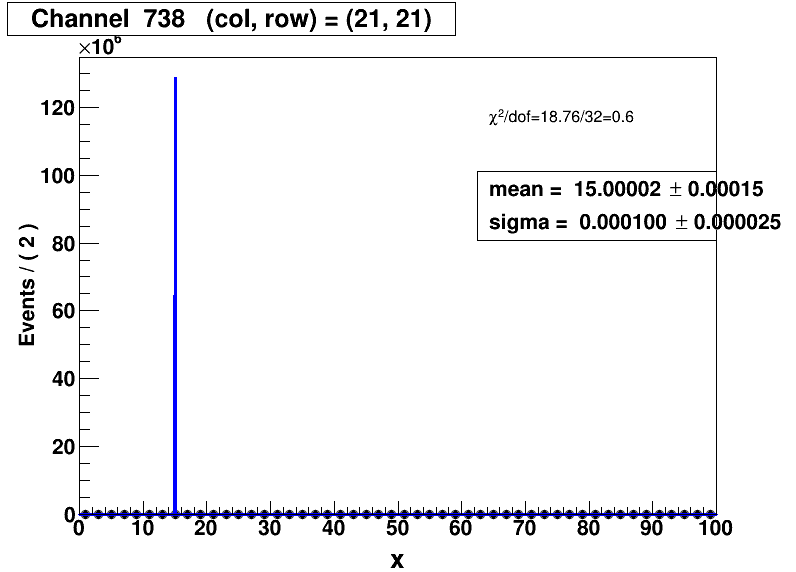 Channel 738 (col, row) = (21, 21)
×10⁶
χ²/dof=18.76/32=0.6
mean = 15.00002 ± 0.00015
sigma = 0.000100 ± 0.000025
Events / ( 2 )
120
100
80
60
40
20
0
0 10 20 30 40 50 60 70 80 90 100
x